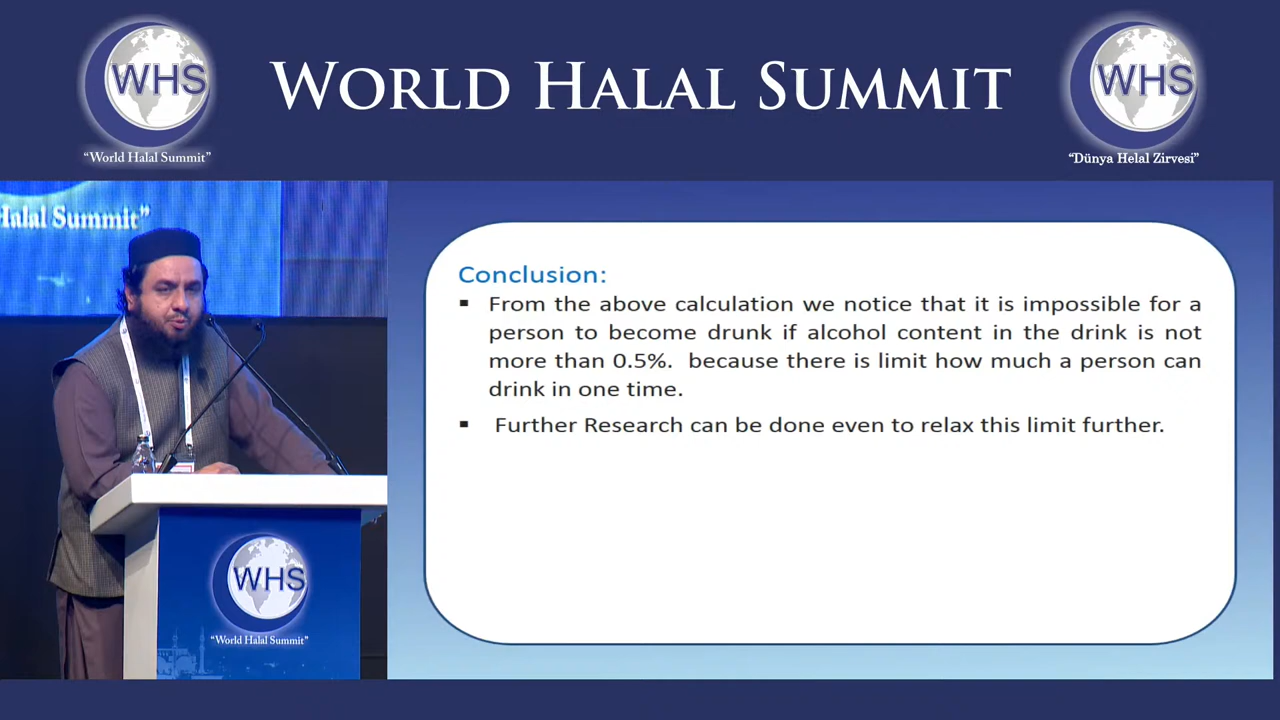 WHS
"World Halal Summit"
WORLD HALAL SUMMIT
WHS
"Dünya Helal Zirvesi"
Halal Summit"
Conclusion:
▪ From the above calculation we notice that it is impossible for a
person to become drunk if alcohol content in the drink is not
more than 0.5%. because there is limit how much a person can
drink in one time.
▪ Further Research can be done even to relax this limit further.
WHS
"World Halal Summit"